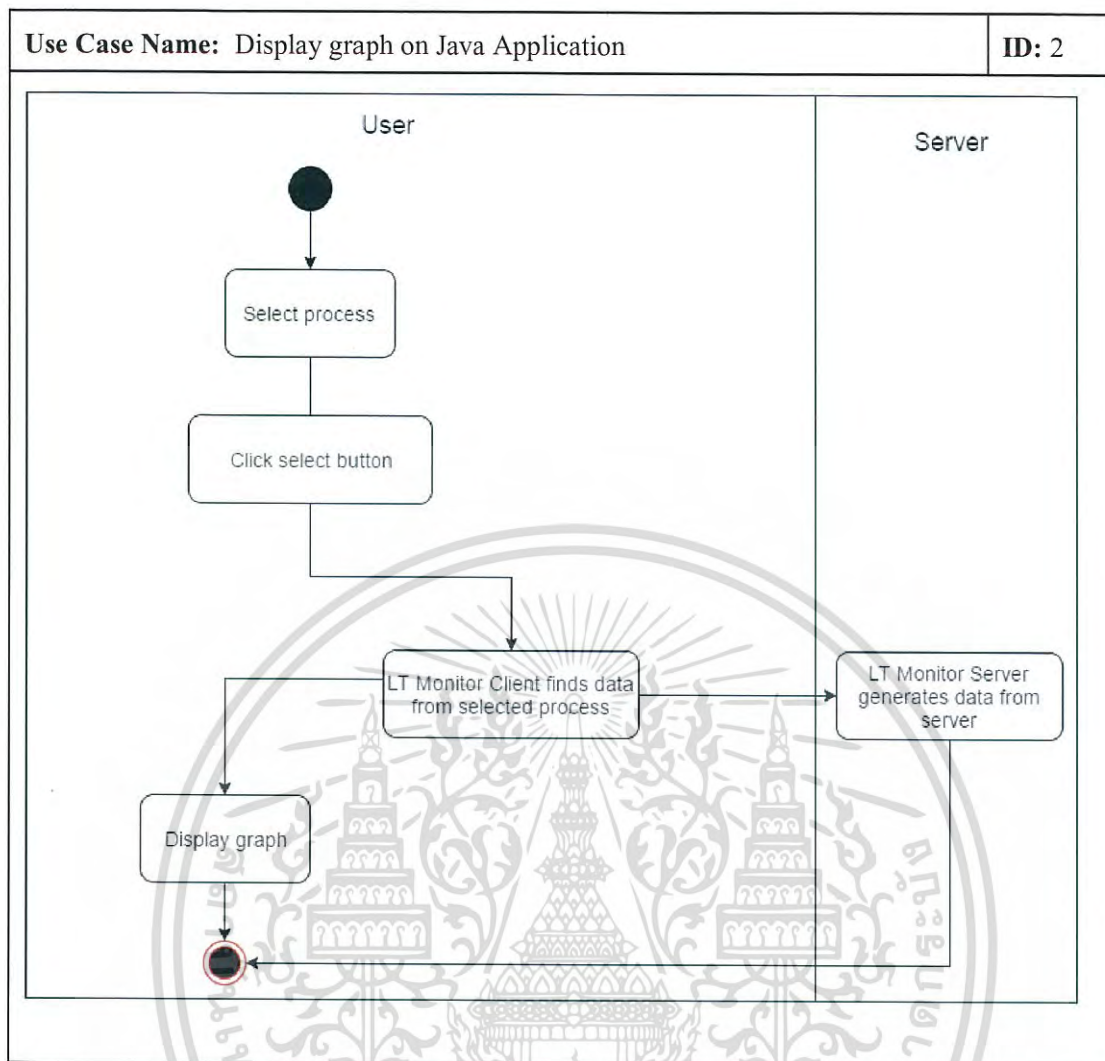 Use Case Name: Display graph on Java Application
ID: 2
User
Server
Select process
Click select button
LT Monitor Client finds data
from selected process
LT Monitor Server
generates data from
server
Display graph